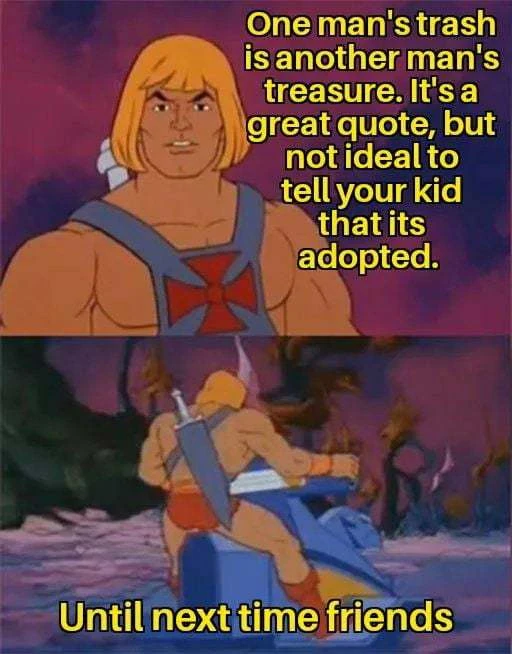 One man's trash
is another man's
treasure. It's a
great quote, but
not ideal to
tell your kid
that its
adopted.
Until next time friends